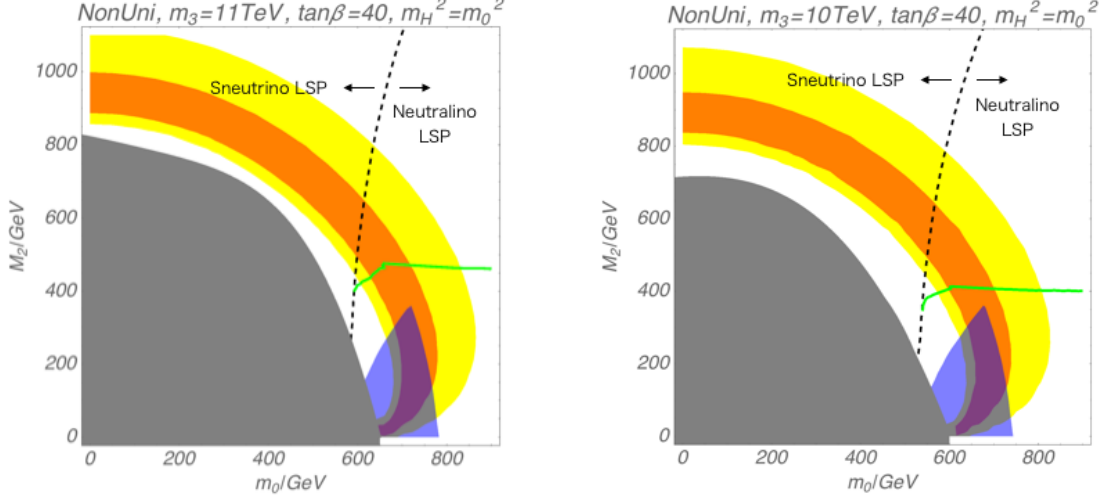 NonUni, m₃=11TeV, tanβ=40, m_H²=m₀²
1000
800
600
400
200
0
M₂/GeV
Sneutrino LSP
Neutralino
LSP
0 200 400 600 800
m₀/GeV
NonUni, m₃=10TeV, tanβ=40, m_H²=m₀²
1000
800
600
400
200
0
M₂/GeV
Sneutrino LSP
Neutralino
LSP
0 200 400 600 800
m₀/GeV